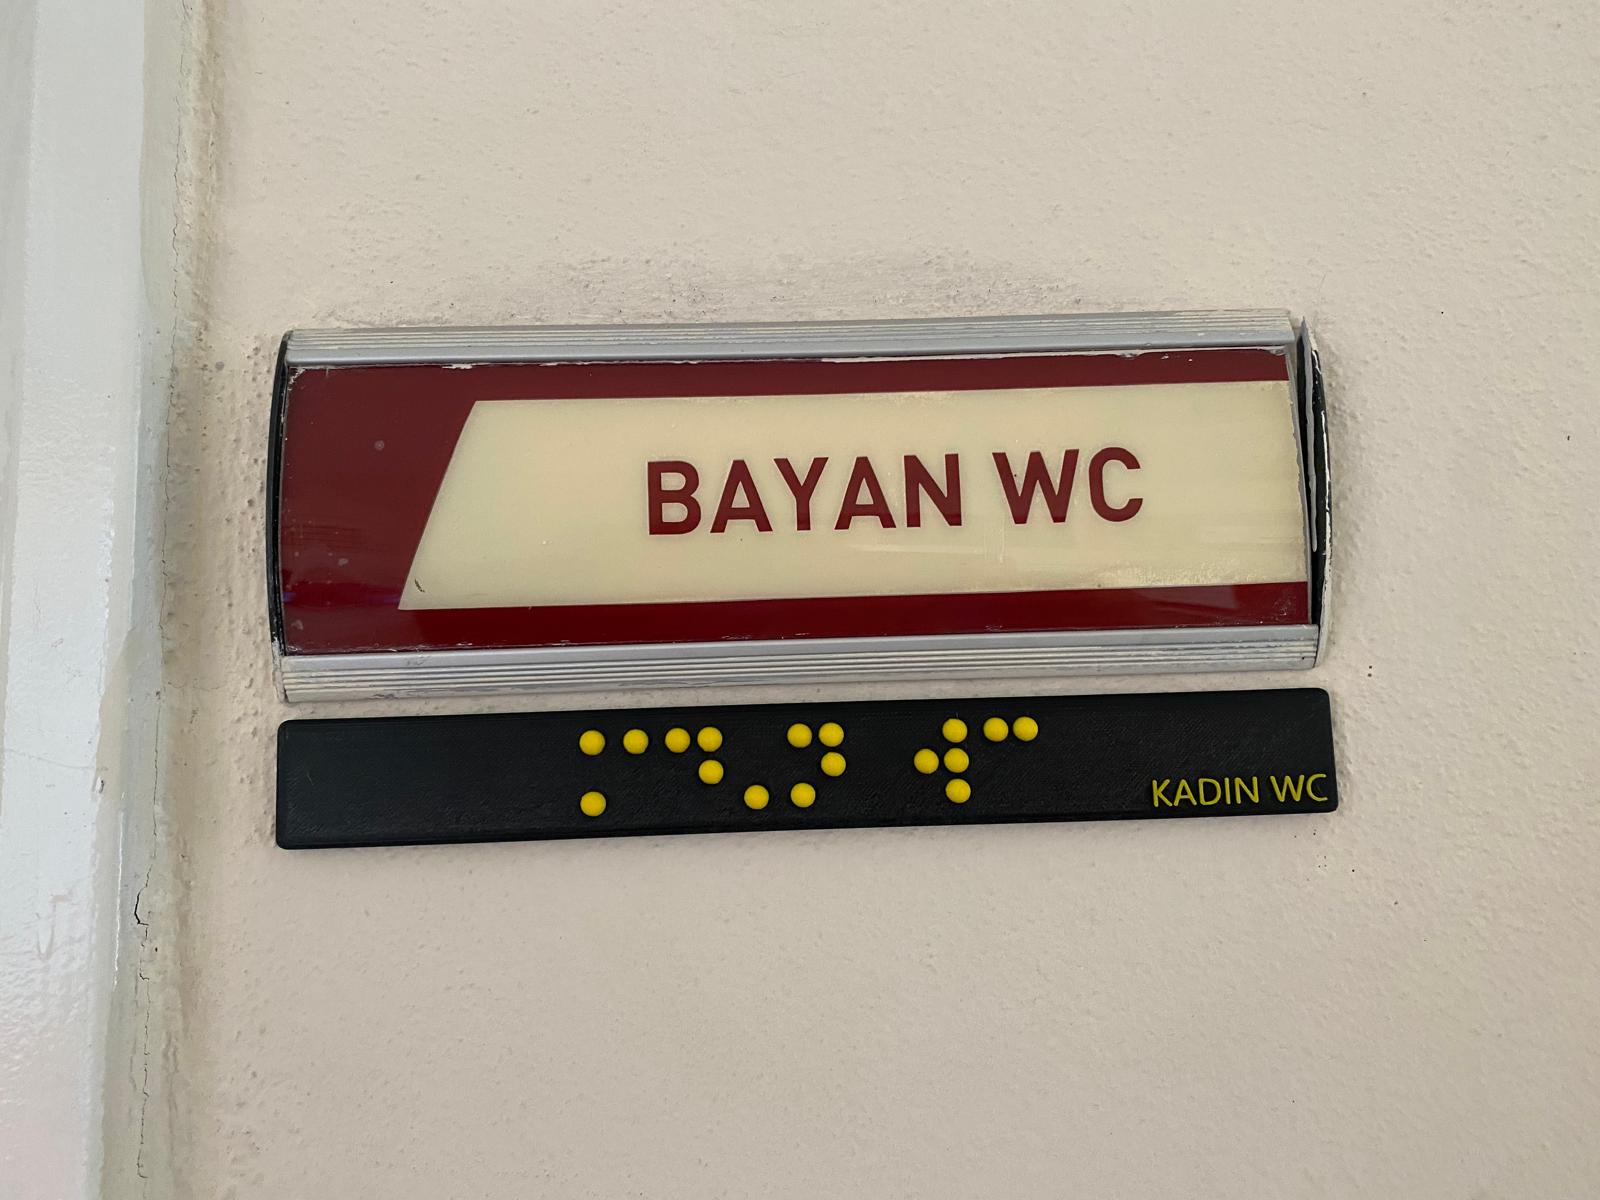 BAYAN WC
⠅⠁⠙⠄⠝ ⠺⠉
KADIN WC